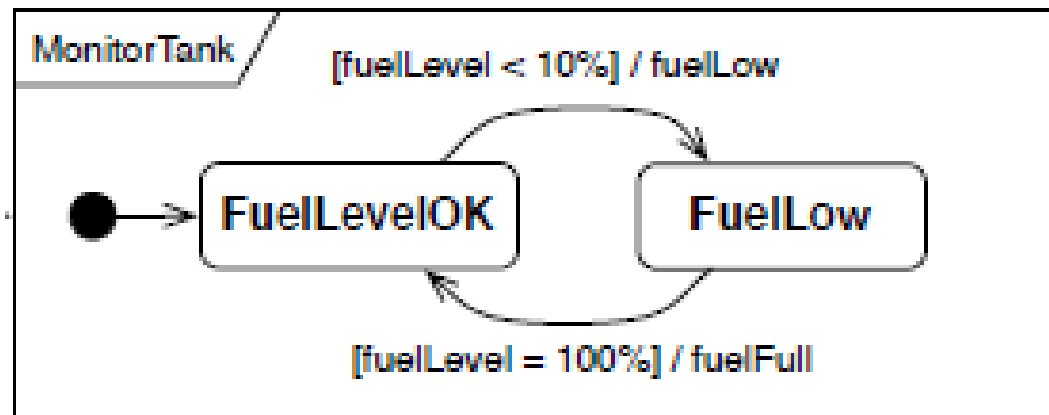 MonitorTank
[fuelLevel < 10%] / fuelLow
FuelLevelOK
FuelLow
[fuelLevel = 100%] / fuelFull